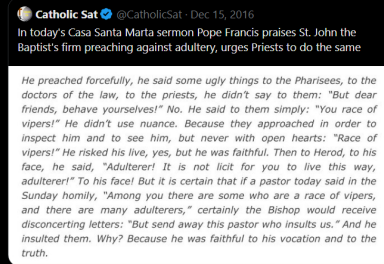 Catholic Sat @CatholicSat · Dec 15, 2016
In today's Casa Santa Marta sermon Pope Francis praises St. John the
Baptist's firm preaching against adultery, urges Priests to do the same
He preached forcefully, he said some ugly things to the Pharisees, to the
doctors of the law, to the priests, he didn't say to them: "But dear
friends, behave yourselves!" No. He said to them simply: "You race of
vipers!" He didn't use nuance. Because they approached in order to
inspect him and to see him, but never with open hearts: "Race of
vipers!" He risked his live, yes, but he was faithful. Then to Herod, to his
face, he said, "Adulterer! It is not licit for you to live this way,
adulterer!" To his face! But it is certain that if a pastor today said in the
Sunday homily, "Among you there are some who are a race of vipers,
and there are many adulterers," certainly the Bishop would receive
disconcerting letters: "But send away this pastor who insults us." And he
insulted them. Why? Because he was faithful to his vocation and to the
truth.